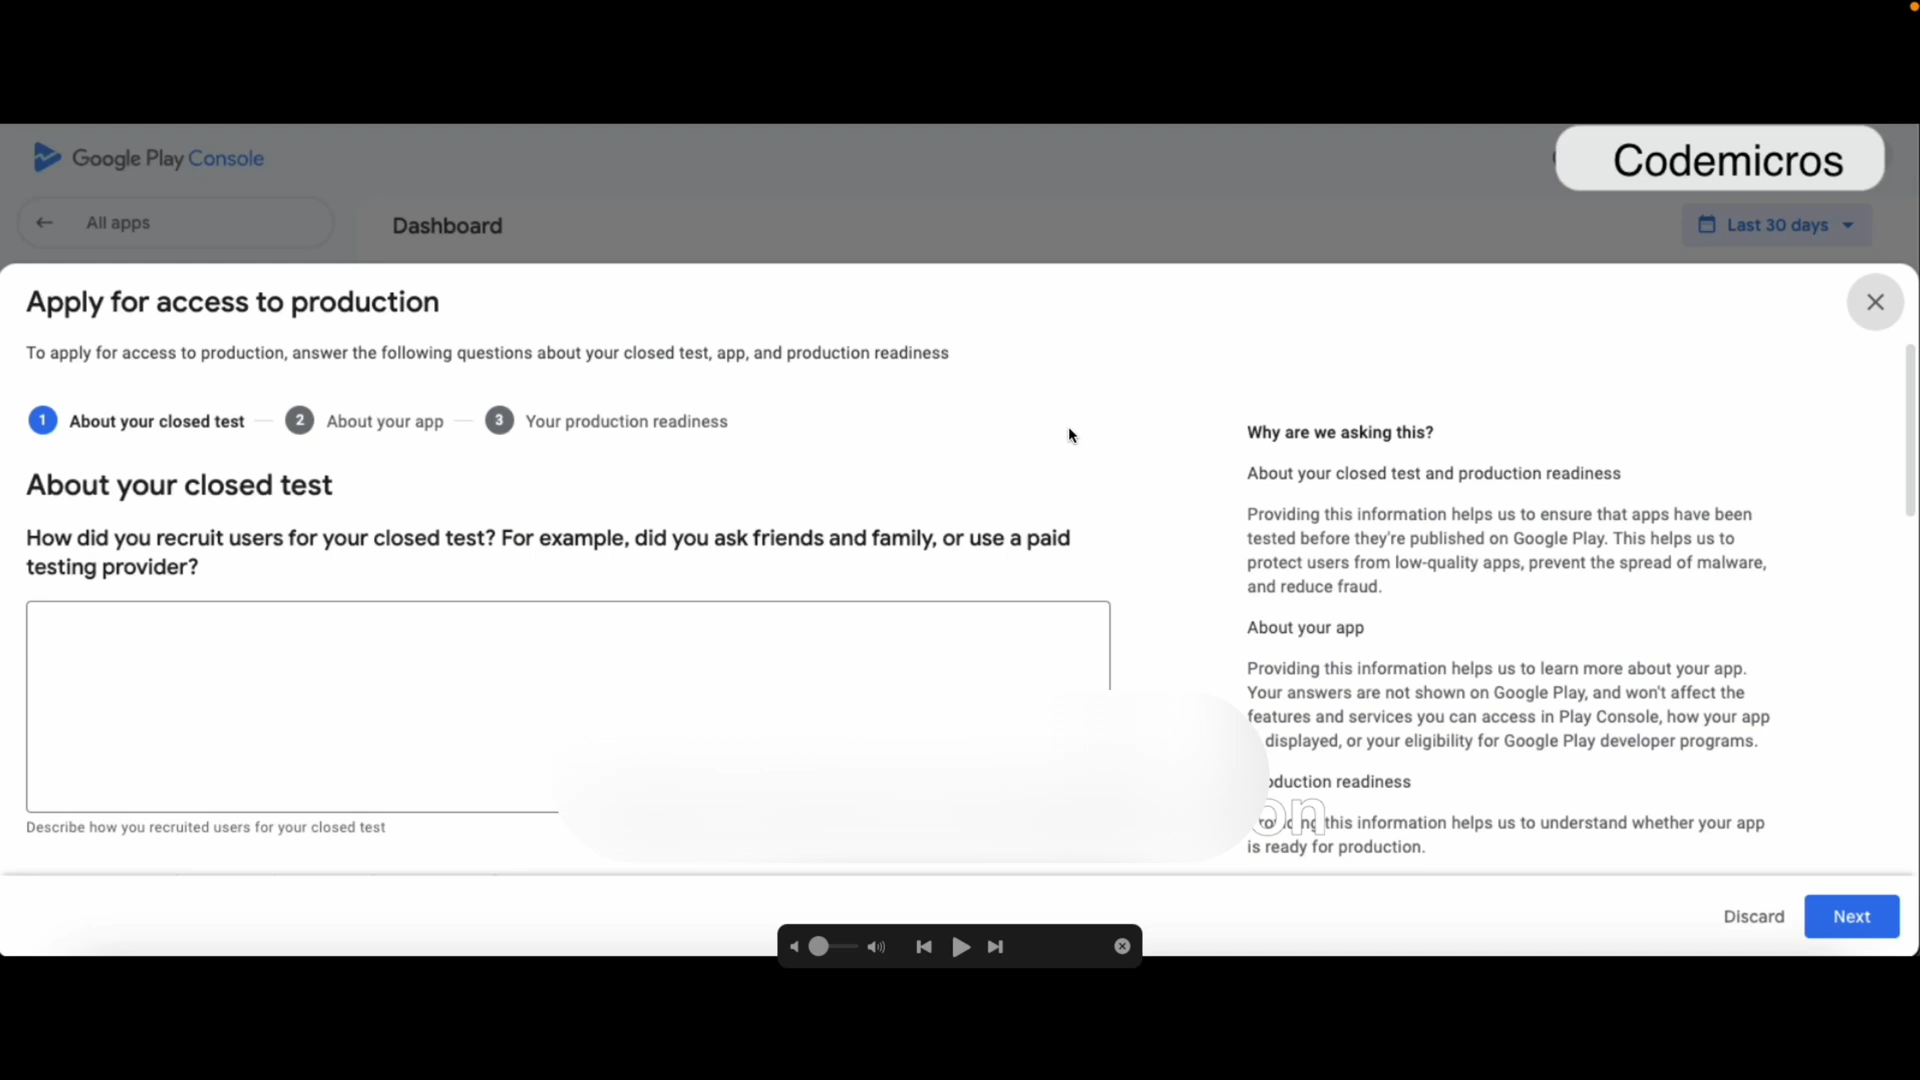 Google Play Console
Codemicros
All apps
Dashboard
Last 30 days
Apply for access to production
To apply for access to production, answer the following questions about your closed test, app, and production readiness
1 About your closed test
2 About your app
3 Your production readiness
About your closed test
How did you recruit users for your closed test? For example, did you ask friends and family, or use a paid
testing provider?
Describe how you recruited users for your closed test
Why are we asking this?
About your closed test and production readiness
Providing this information helps us to ensure that apps have been
tested before they're published on Google Play. This helps us to
protect users from low-quality apps, prevent the spread of malware,
and reduce fraud.
About your app
Providing this information helps us to learn more about your app.
Your answers are not shown on Google Play, and won't affect the
features and services you can access in Play Console, how your app
displayed, or your eligibility for Google Play developer programs.
readiness
this information helps us to understand whether your app
is ready for production.
on
Discard
Next